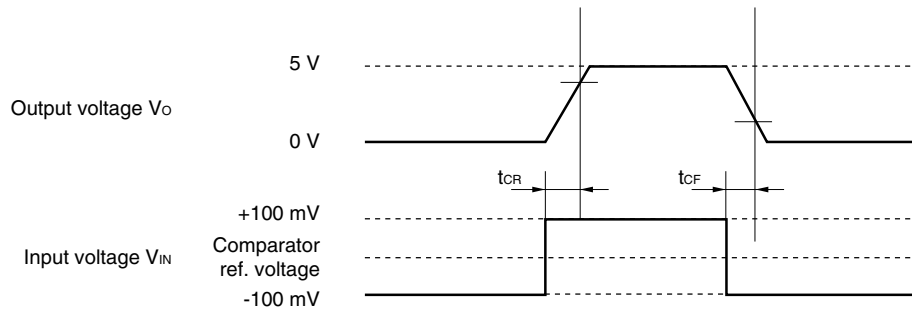 5 V
Output voltage VO
0 V
tCR
tCF
+100 mV
Input voltage VIN
Comparator
ref. voltage
-100 mV